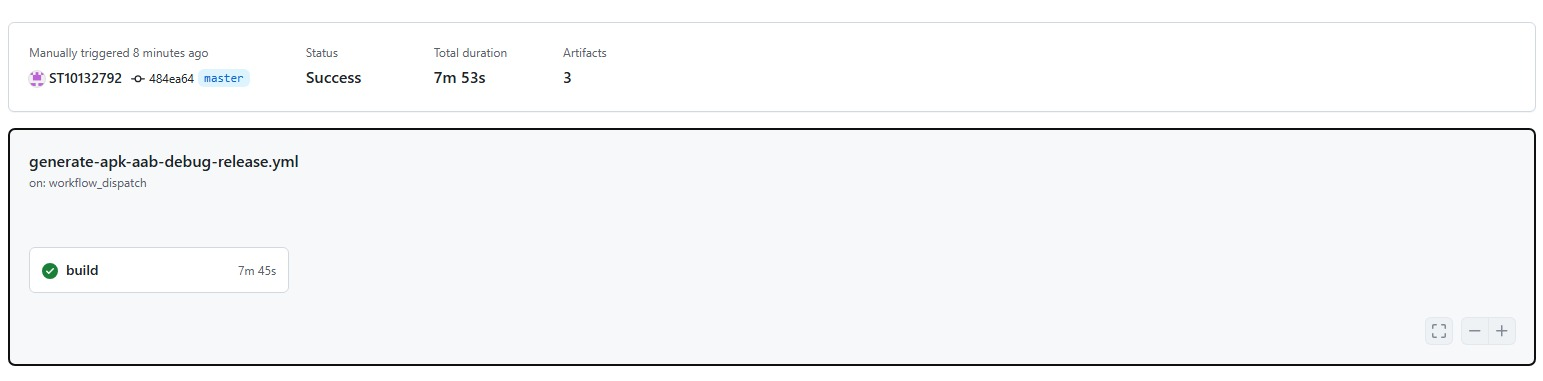 Manually triggered 8 minutes ago
ST10132792 484ea64 master
Status
Success
Total duration
7m 53s
Artifacts
3
generate-apk-aab-debug-release.yml
on: workflow_dispatch
build 7m 45s